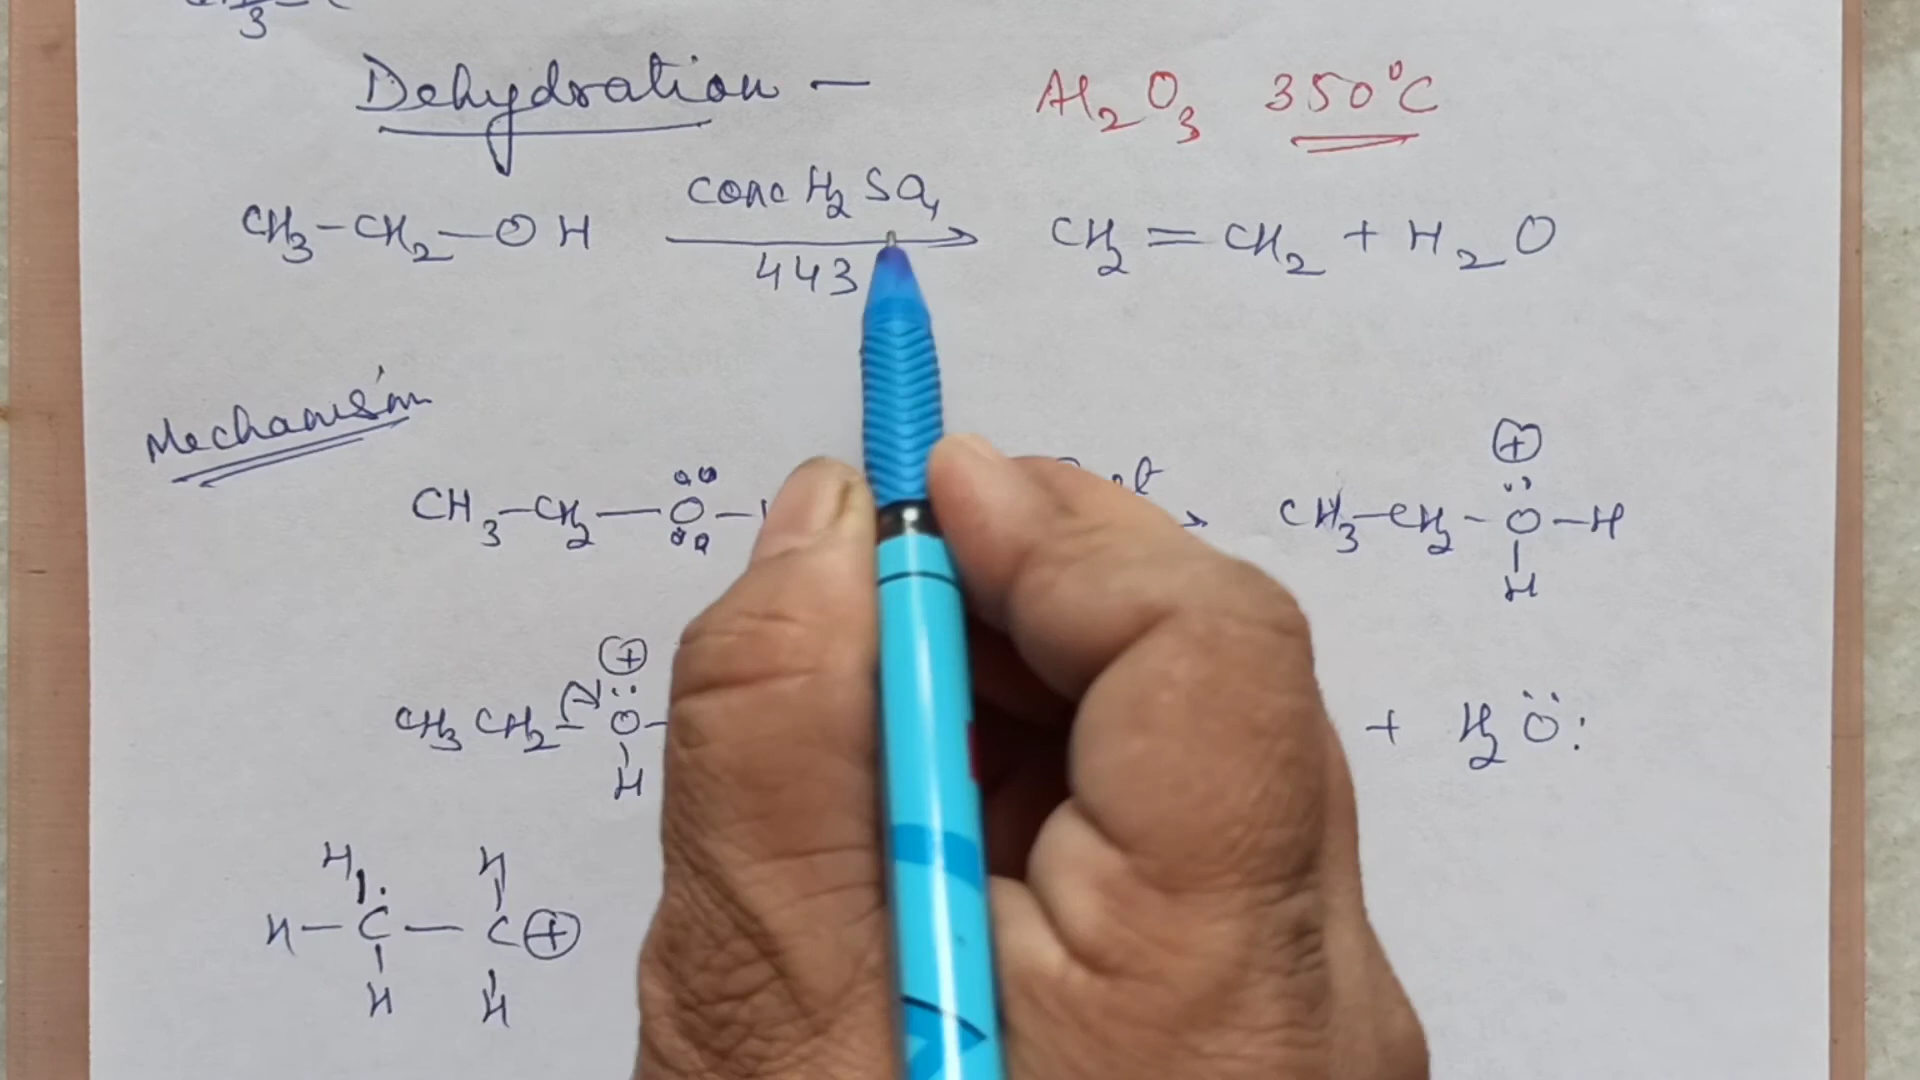 3
Dehydration – Al₂O₃ 350°C
conc H₂SO₄
CH₃–CH₂–OH ⟶ CH₂=CH₂ + H₂O
443
Mechanism
⊕
CH₃–CH₂–O– CH₃–CH₂–O–H
H
⊕
CH₃CH₂–O– + H₂O:
H
H H
H–C–C⊕
H H